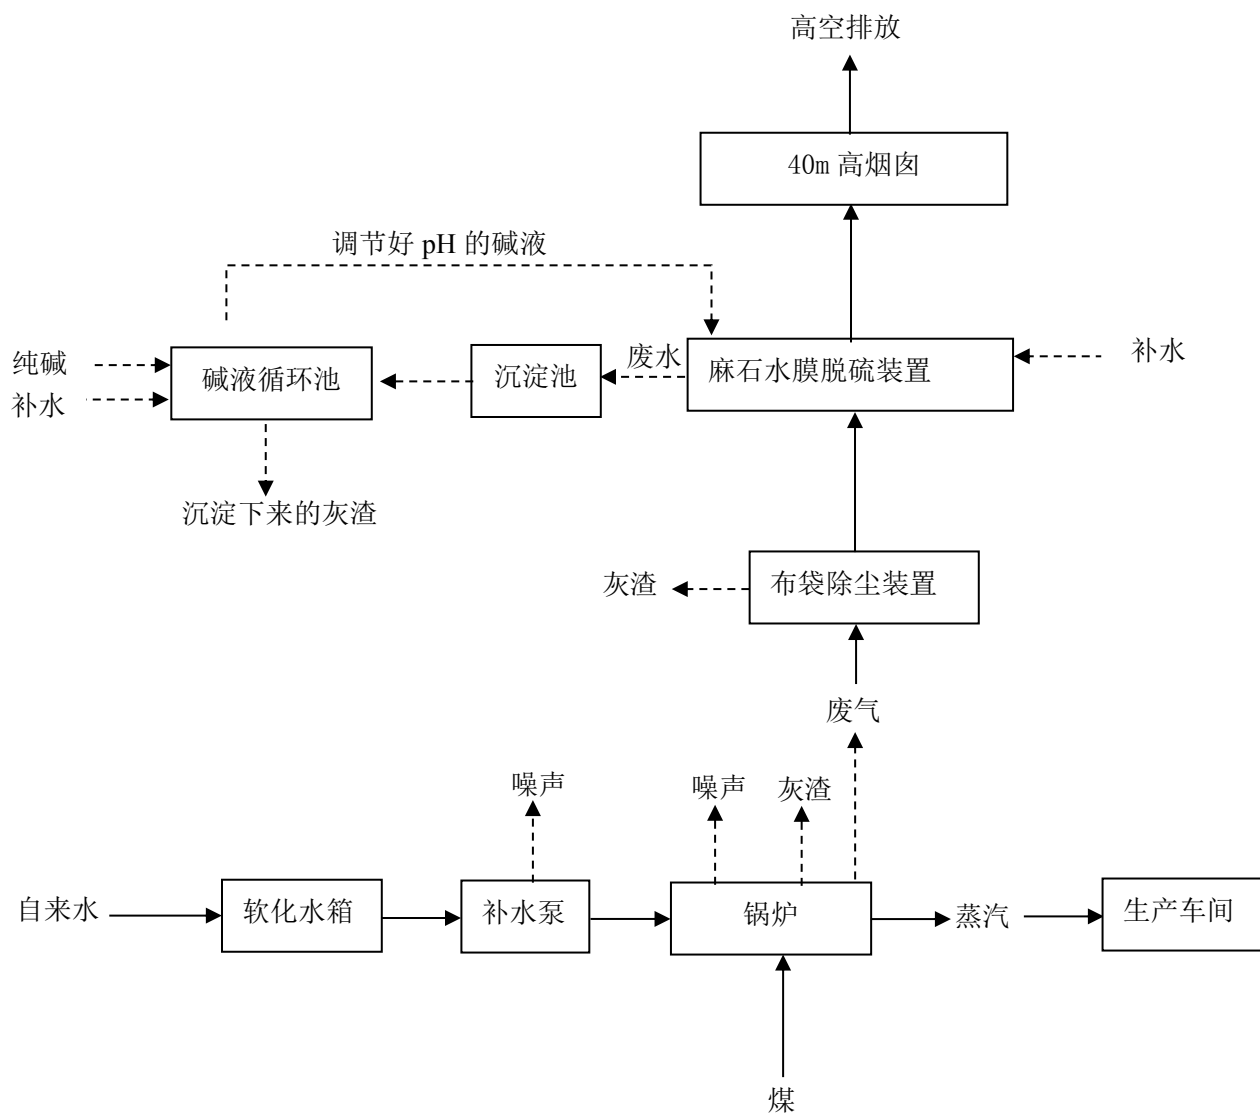 高空排放
40m 高烟囱
调节好 pH 的碱液
纯碱
补水
碱液循环池
沉淀池
废水
麻石水膜脱硫装置
补水
沉淀下来的灰渣
灰渣
布袋除尘装置
废气
噪声
噪声
灰渣
自来水
软化水箱
补水泵
锅炉
蒸汽
生产车间
煤